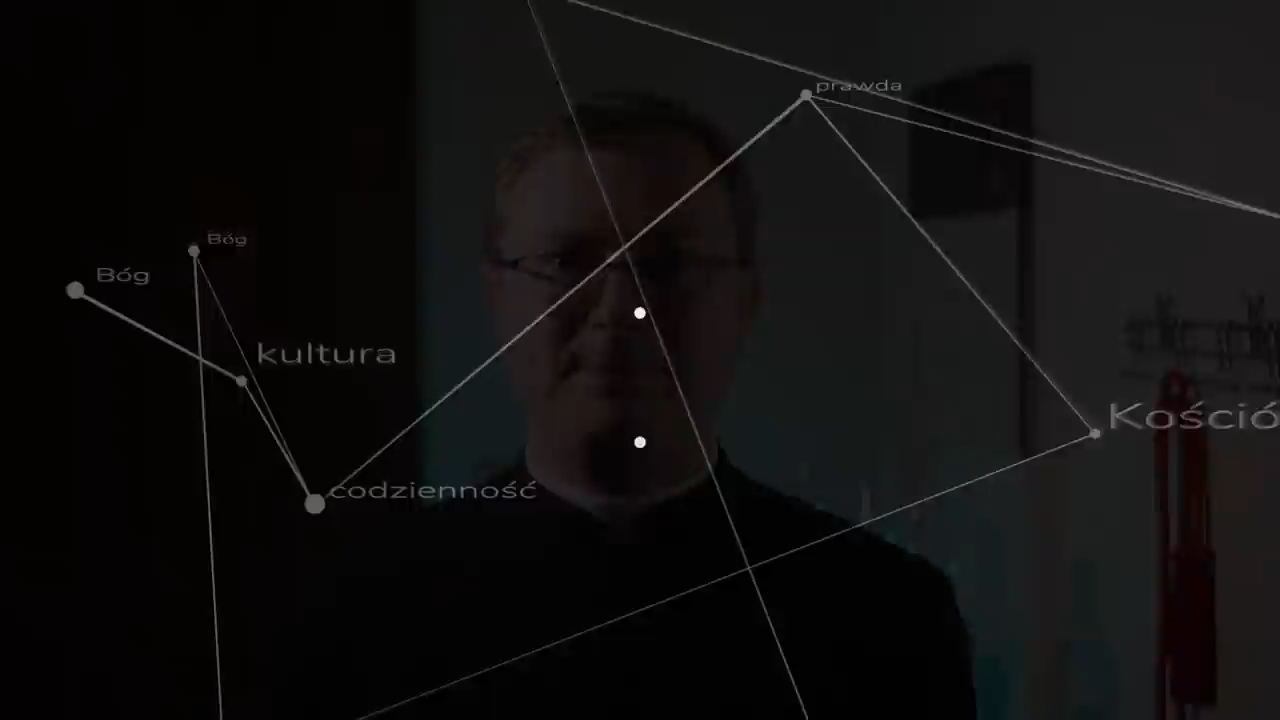 prawda
Bóg
Bóg
kultura
Kośció
codzienność